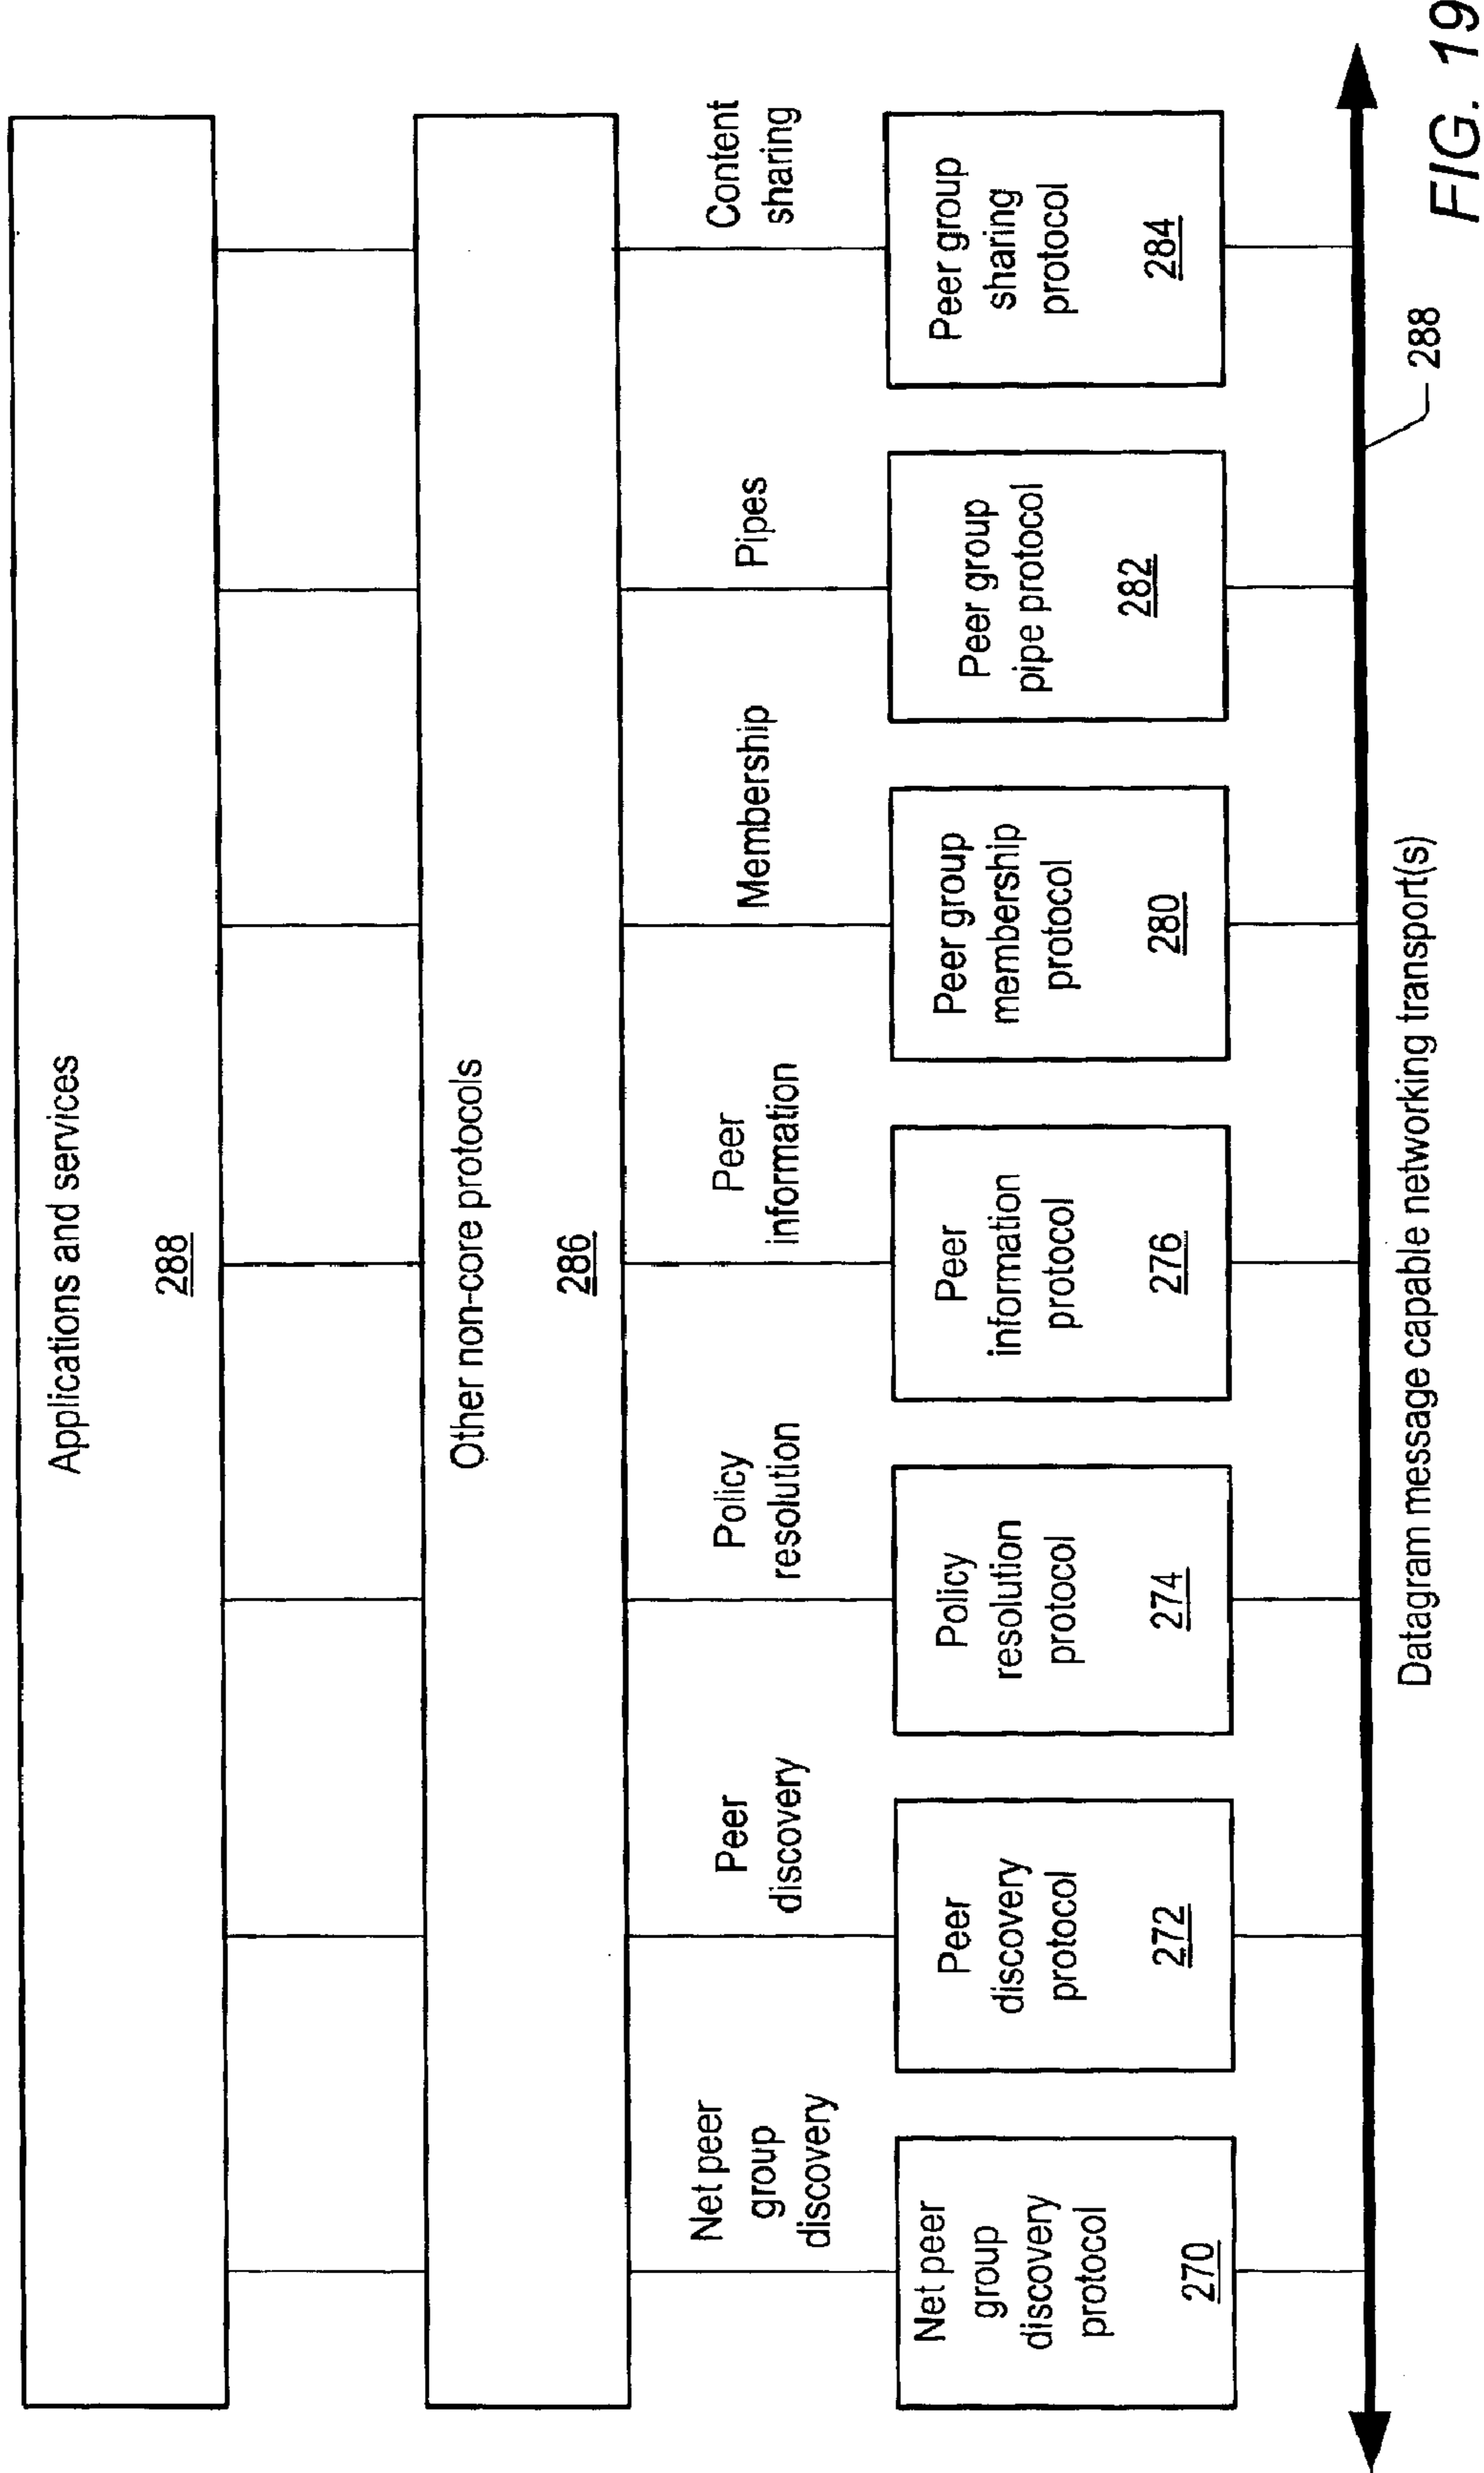 Applications and services
288
Other non-core protocols
286
Net peer
group
discovery
Peer
discovery
Policy
resolution
Peer
information
Membership
Pipes
Content
sharing
Net peer
group
discovery
protocol
270
Peer
discovery
protocol
272
Policy
resolution
protocol
274
Peer
information
protocol
276
Peer group
membership
protocol
280
Peer group
pipe protocol
282
Peer group
sharing
protocol
284
288
Datagram message capable networking transport(s)
FIG. 19